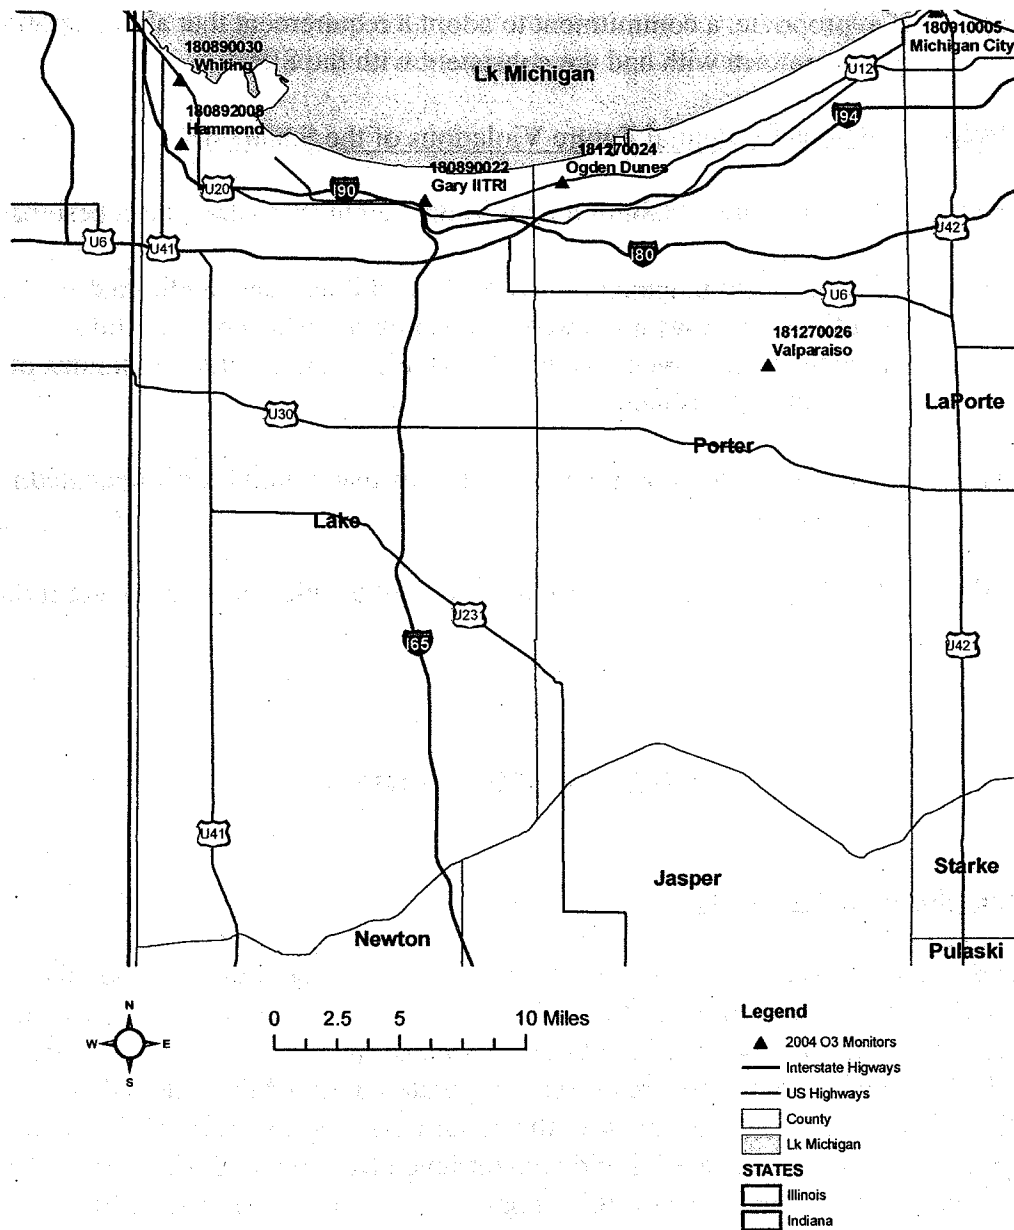 180890030
Whiting
180892008
Hammond
Lk Michigan
180910005
Michigan City
U12
I94
180890022
Gary IITRI
181270024
Ogden Dunes
U20
I90
U6
U41
I80
U421
U6
181270026
Valparaiso
U30
LaPorte
Porter
Lake
U231
I65
U421
U41
Jasper
Starke
Newton
Pulaski
N
W E
S
0 2.5 5 10 Miles
Legend
2004 O3 Monitors
Interstate Higways
US Highways
County
Lk Michigan
STATES
Illinois
Indiana